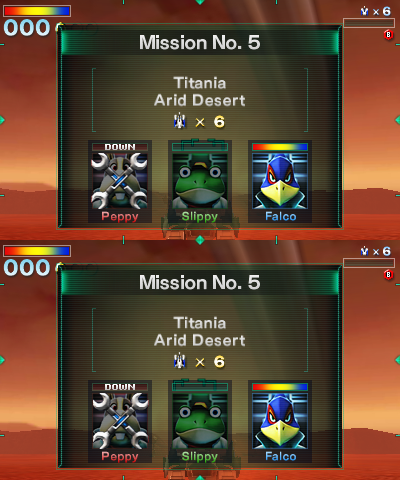 000
× 6
B
Mission No. 5
Titania
Arid Desert
× 6
DOWN
Peppy
Slippy
Falco
000
× 6
B
Mission No. 5
Titania
Arid Desert
× 6
DOWN
Peppy
Slippy
Falco